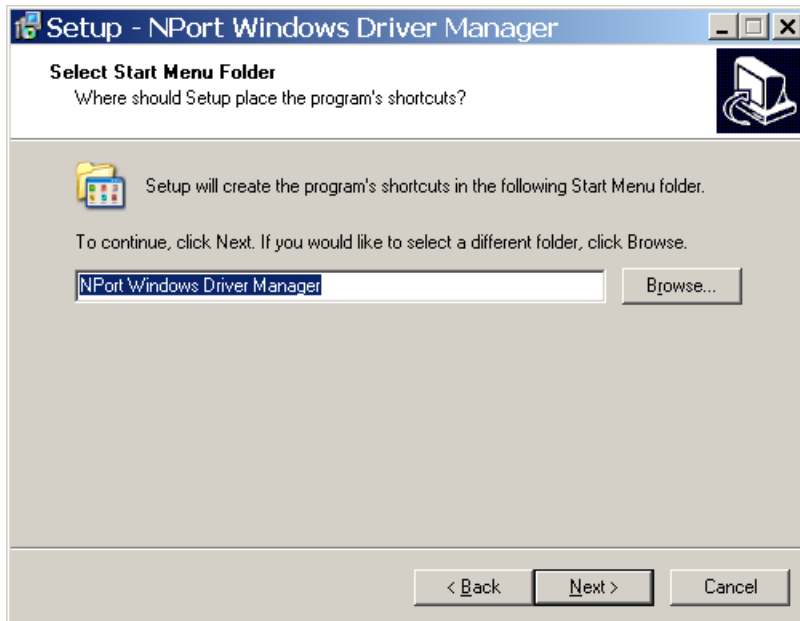 Setup - NPort Windows Driver Manager
Select Start Menu Folder
Where should Setup place the program's shortcuts?
Setup will create the program's shortcuts in the following Start Menu folder.
To continue, click Next. If you would like to select a different folder, click Browse.
NPort Windows Driver Manager
Browse...
< Back
Next >
Cancel